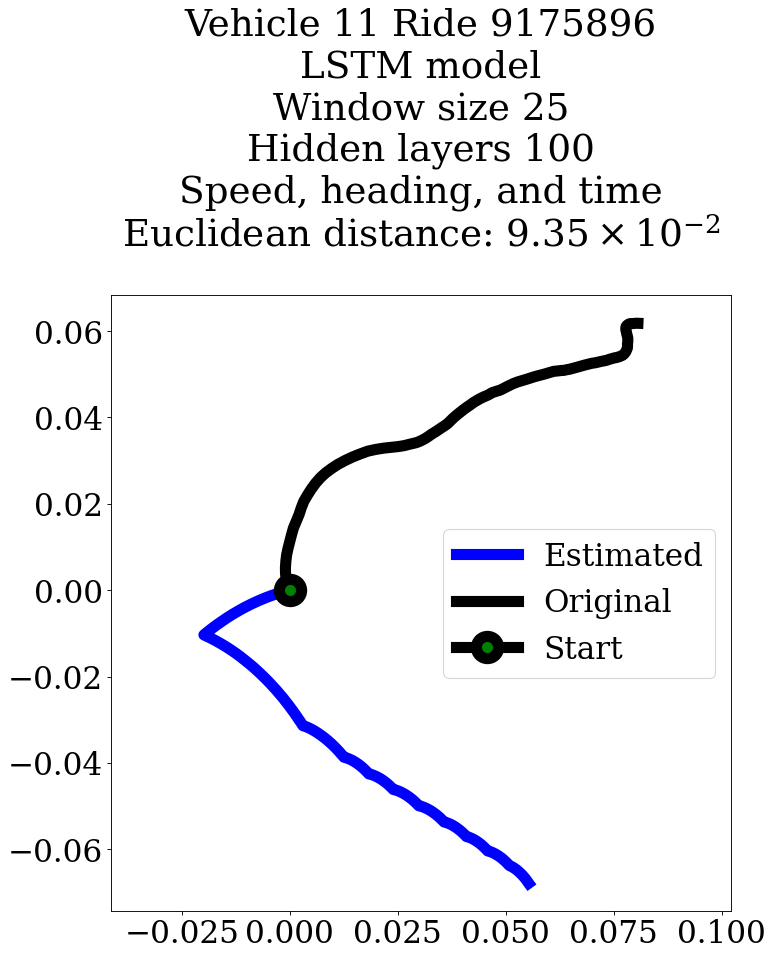 Vehicle 11 Ride 9175896
LSTM model
Window size 25
Hidden layers 100
Speed, heading, and time
Euclidean distance: 9.35 × 10⁻²
0.06
0.04
0.02
0.00
−0.02
−0.04
−0.06
Estimated
Original
Start
−0.025 0.000 0.025 0.050 0.075 0.100